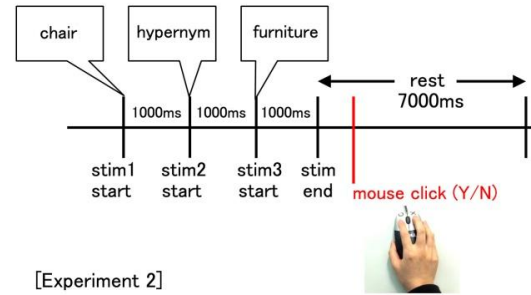 chair
hypernym
furniture
rest
7000ms
1000ms
1000ms
1000ms
stim1
start
stim2
start
stim3
start
stim
end
mouse click (Y/N)
[Experiment 2]